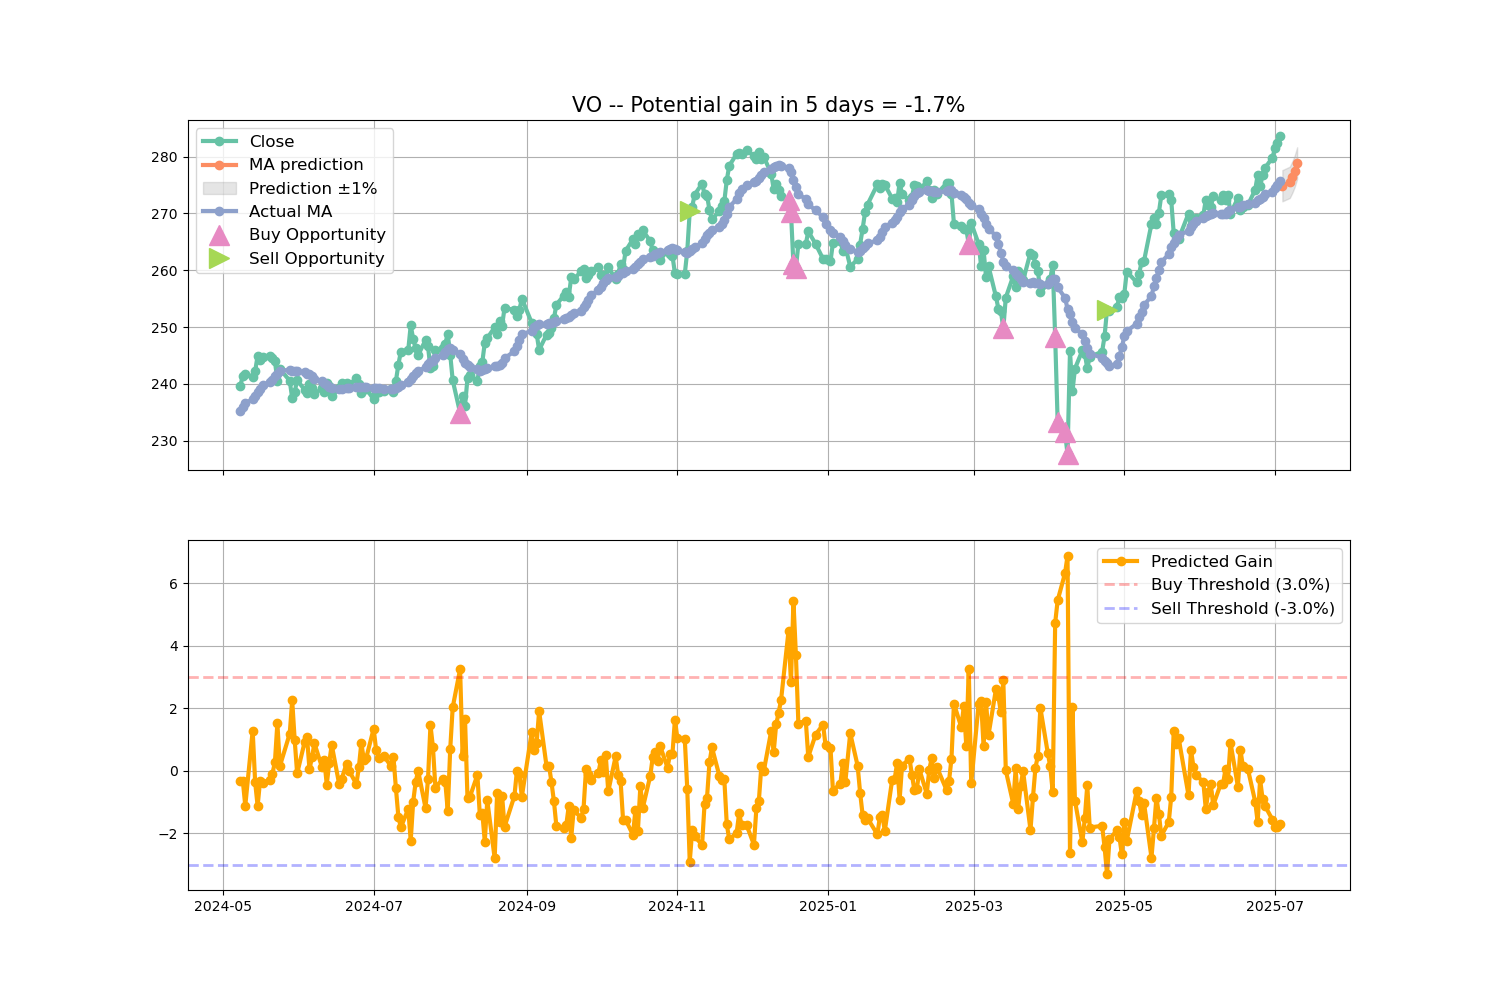 VO -- Potential gain in 5 days = -1.7%
Close
MA prediction
Prediction ±1%
Actual MA
Buy Opportunity
Sell Opportunity
280
270
260
250
240
230
Predicted Gain
Buy Threshold (3.0%)
Sell Threshold (-3.0%)
6
4
2
0
−2
2024-05 2024-07 2024-09 2024-11 2025-01 2025-03 2025-05 2025-07